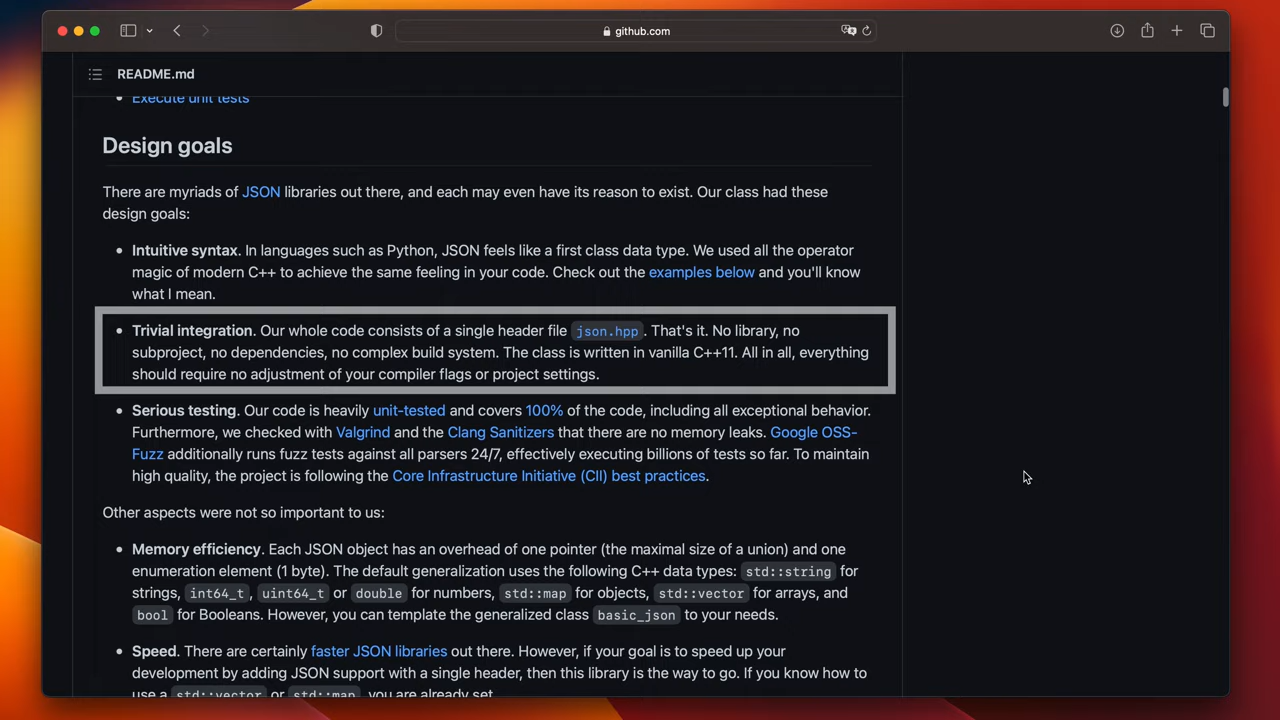 github.com
README.md
Execute unit tests
Design goals
There are myriads of JSON libraries out there, and each may even have its reason to exist. Our class had these
design goals:
Intuitive syntax. In languages such as Python, JSON feels like a first class data type. We used all the operator
magic of modern C++ to achieve the same feeling in your code. Check out the examples below and you'll know
what I mean.
Trivial integration. Our whole code consists of a single header file json.hpp. That's it. No library, no
subproject, no dependencies, no complex build system. The class is written in vanilla C++11. All in all, everything
should require no adjustment of your compiler flags or project settings.
Serious testing. Our code is heavily unit-tested and covers 100% of the code, including all exceptional behavior.
Furthermore, we checked with Valgrind and the Clang Sanitizers that there are no memory leaks. Google OSS-
Fuzz additionally runs fuzz tests against all parsers 24/7, effectively executing billions of tests so far. To maintain
high quality, the project is following the Core Infrastructure Initiative (CII) best practices.
Other aspects were not so important to us:
Memory efficiency. Each JSON object has an overhead of one pointer (the maximal size of a union) and one
enumeration element (1 byte). The default generalization uses the following C++ data types: std::string for
strings, int64_t, uint64_t or double for numbers, std::map for objects, std::vector for arrays, and
bool for Booleans. However, you can template the generalized class basic_json to your needs.
Speed. There are certainly faster JSON libraries out there. However, if your goal is to speed up your
development by adding JSON support with a single header, then this library is the way to go. If you know how to
use a std::vector or std::map, you are already set.